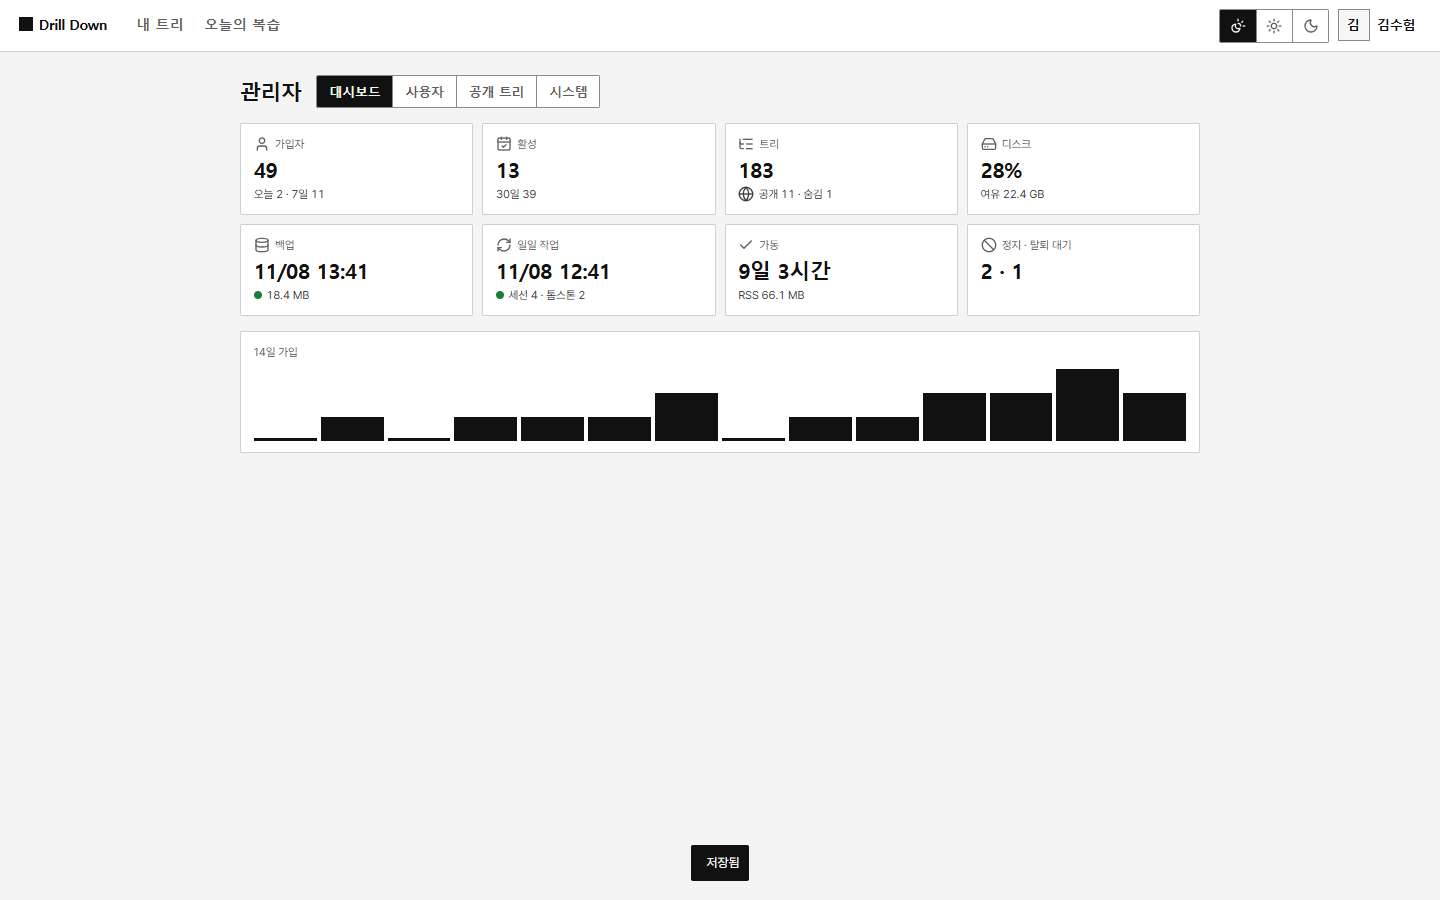 Drill Down 내 트리 오늘의 복습 김 김수험
관리자 대시보드 사용자 공개 트리 시스템
가입자
49
오늘 2 · 7일 11
활성
13
30일 39
트리
183
공개 11 · 숨김 1
디스크
28%
여유 22.4 GB
백업
11/08 13:41
18.4 MB
일일 작업
11/08 12:41
세션 4 · 톰스톤 2
가동
9일 3시간
RSS 66.1 MB
정지 · 탈퇴 대기
2 · 1
14일 가입
저장됨